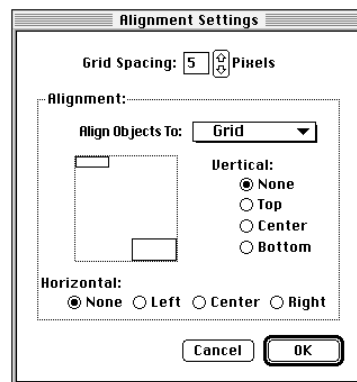 Alignment Settings
Grid Spacing: 5 Pixels
Alignment:
Align Objects To: Grid
Vertical:
None
Top
Center
Bottom
Horizontal:
None Left Center Right
Cancel OK